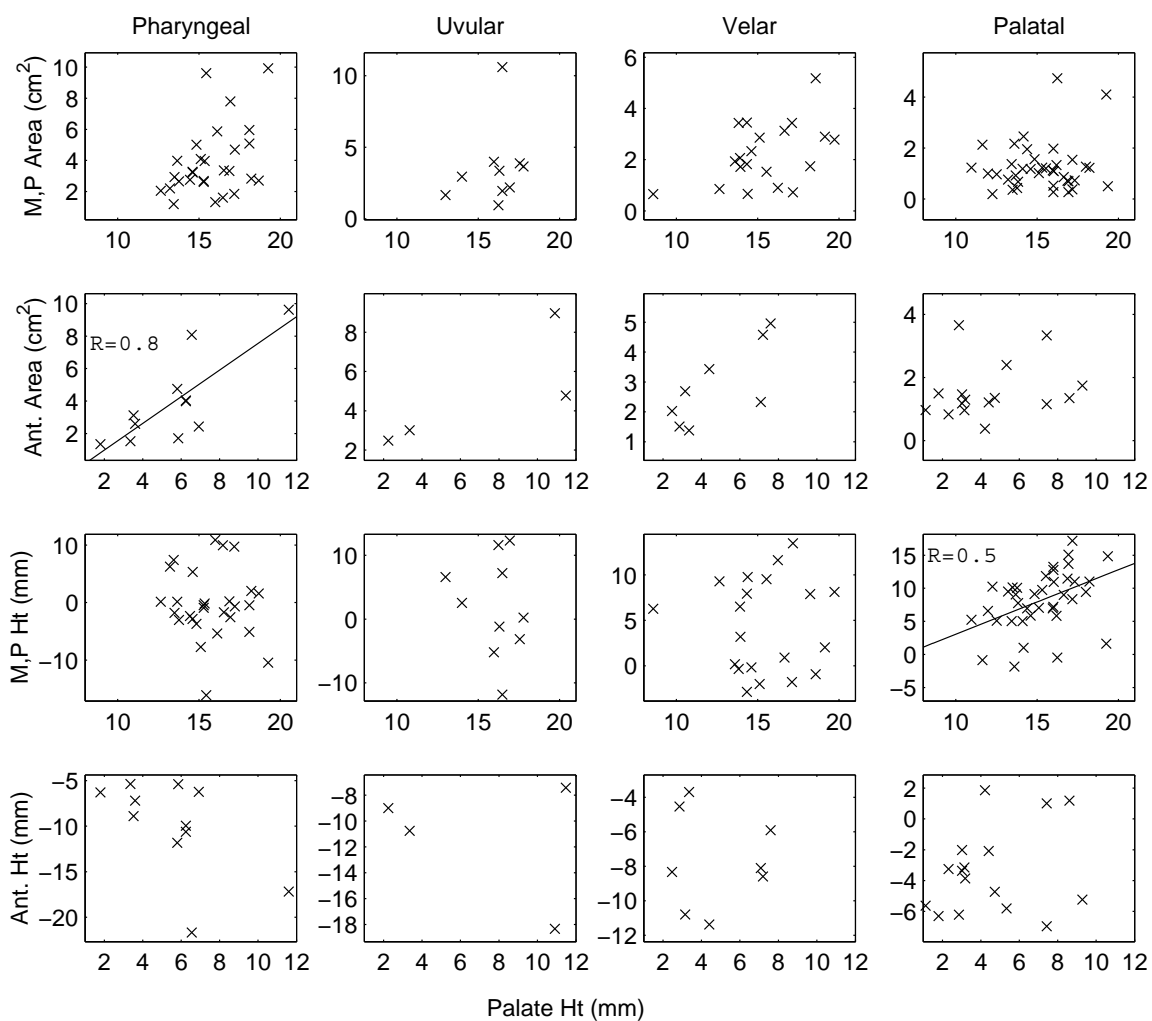 Pharyngeal Uvular Velar Palatal
M,P Area (cm²)
10 8 6 4 2
10 15 20
10 5 0
10 15 20
6 4 2 0
10 15 20
4 2 0
10 15 20
Ant. Area (cm²)
10 8 6 4 2
R=0.8
2 4 6 8 10 12
8 6 4 2
2 4 6 8 10 12
5 4 3 2 1
2 4 6 8 10 12
4 2 0
2 4 6 8 10 12
M,P Ht (mm)
10 0 −10
10 15 20
10 0 −10
10 15 20
10 5 0
10 15 20
15 10 5 0 −5
R=0.5
10 15 20
Ant. Ht (mm)
−5 −10 −15 −20
2 4 6 8 10 12
−8 −10 −12 −14 −16 −18
2 4 6 8 10 12
−4 −6 −8 −10 −12
2 4 6 8 10 12
2 0 −2 −4 −6
2 4 6 8 10 12
Palate Ht (mm)